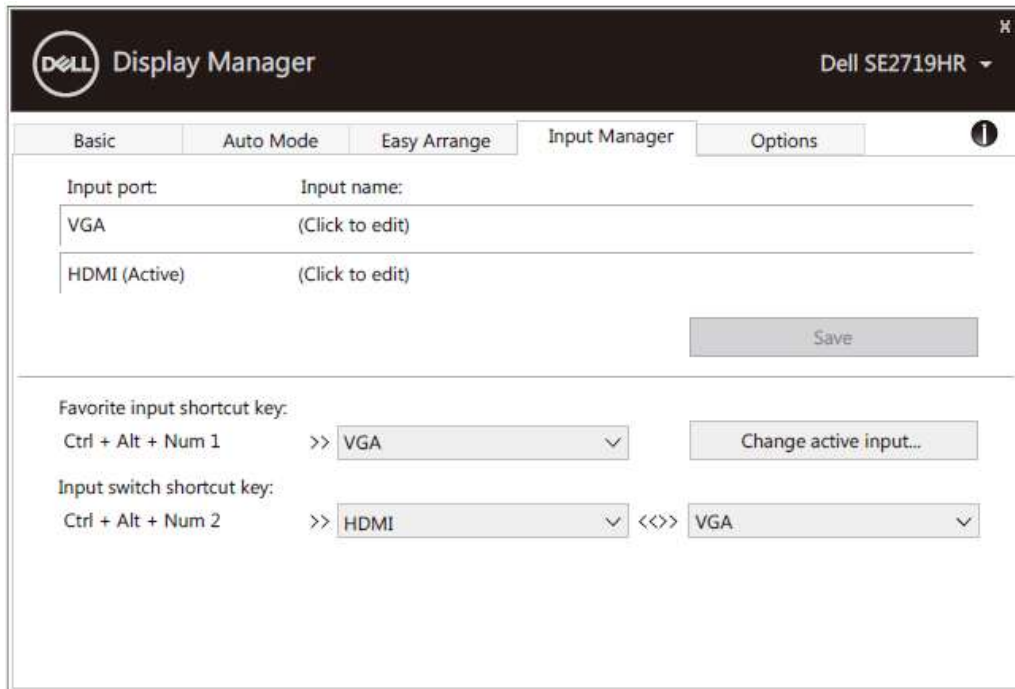 x
DELL Display Manager Dell SE2719HR
Basic Auto Mode Easy Arrange Input Manager Options i
Input port: Input name:
VGA (Click to edit)
HDMI (Active) (Click to edit)
Save
Favorite input shortcut key:
Ctrl + Alt + Num 1 >> VGA Change active input...
Input switch shortcut key:
Ctrl + Alt + Num 2 >> HDMI <<>> VGA